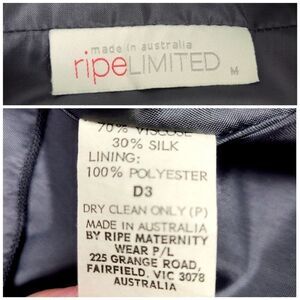 made in australia
ripeLIMITED M
70% VISCOSE
30% SILK
LINING:
100% POLYESTER
D3
DRY CLEAN ONLY (P)
MADE IN AUSTRALIA
BY RIPE MATERNITY
WEAR P/L
225 GRANGE ROAD,
FAIRFIELD, VIC 3078
AUSTRALIA